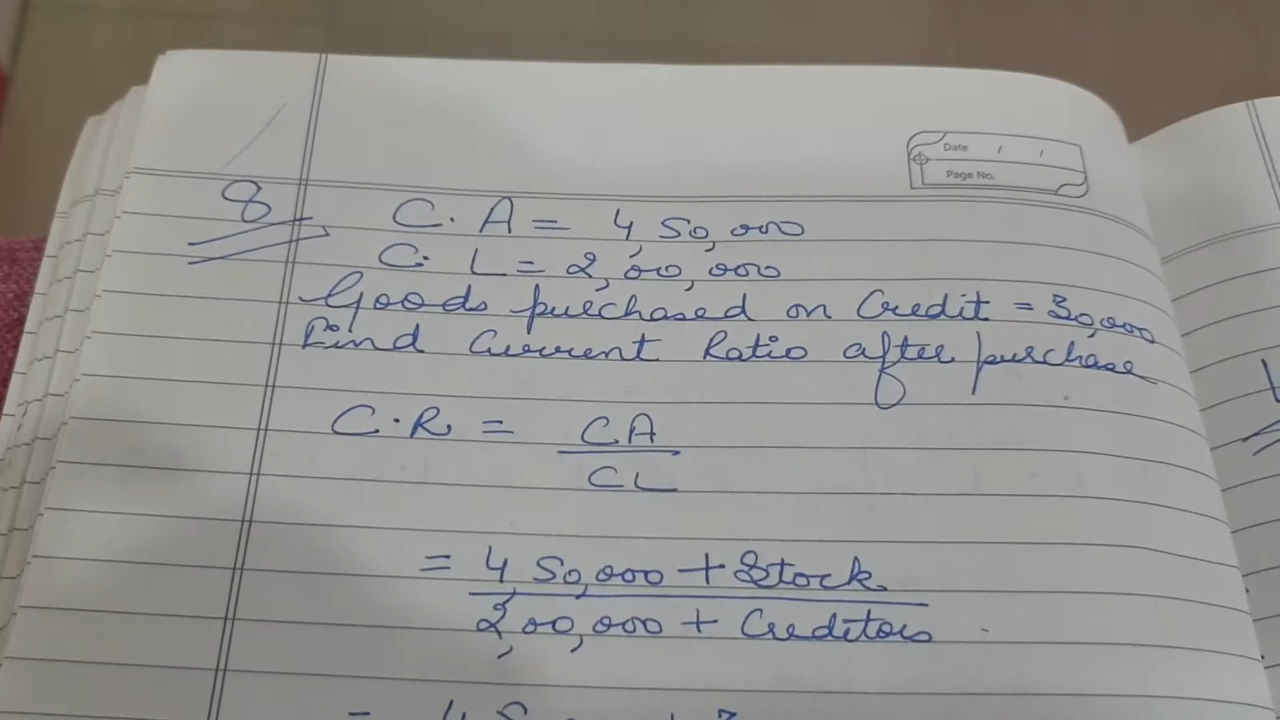 Date / /
Page No.
8
C. A = 4,50,000
C. L = 2,00,000
Goods purchased on Credit = 30,000
Find Current Ratio after purchase
C.R = CA
CL
= 4,50,000 + Stock
2,00,000 + Creditors